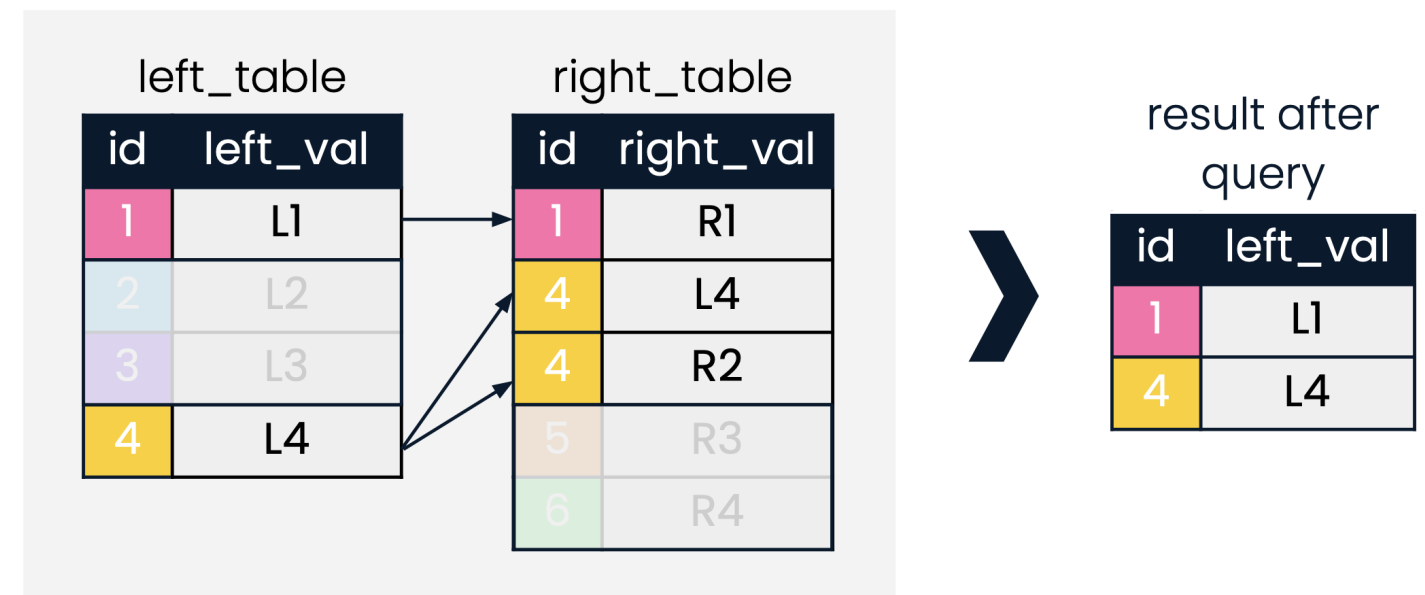 left_table
id left_val
1 L1
2 L2
3 L3
4 L4
right_table
id right_val
1 R1
4 L4
4 R2
5 R3
6 R4
result after
query
id left_val
1 L1
4 L4